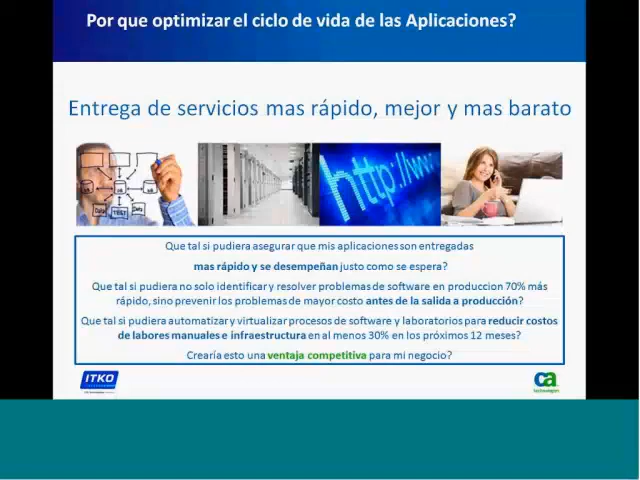 Por que optimizar el ciclo de vida de las Aplicaciones?
Entrega de servicios mas rápido, mejor y mas barato
http://ww
Que tal si pudiera asegurar que mis aplicaciones son entregadas
mas rápido y se desempeñan justo como se espera?
Que tal si pudiera no solo identificar y resolver problemas de software en produccion 70% más
rápido, sino prevenir los problemas de mayor costo antes de la salida a producción?
Que tal si pudiera automatizar y virtualizar procesos de software y laboratorios para reducir costos
de labores manuales e infraestructura en al menos 30% en los próximos 12 meses?
Crearía esto una ventaja competitiva para mi negocio?
ITKO
ca
technologies